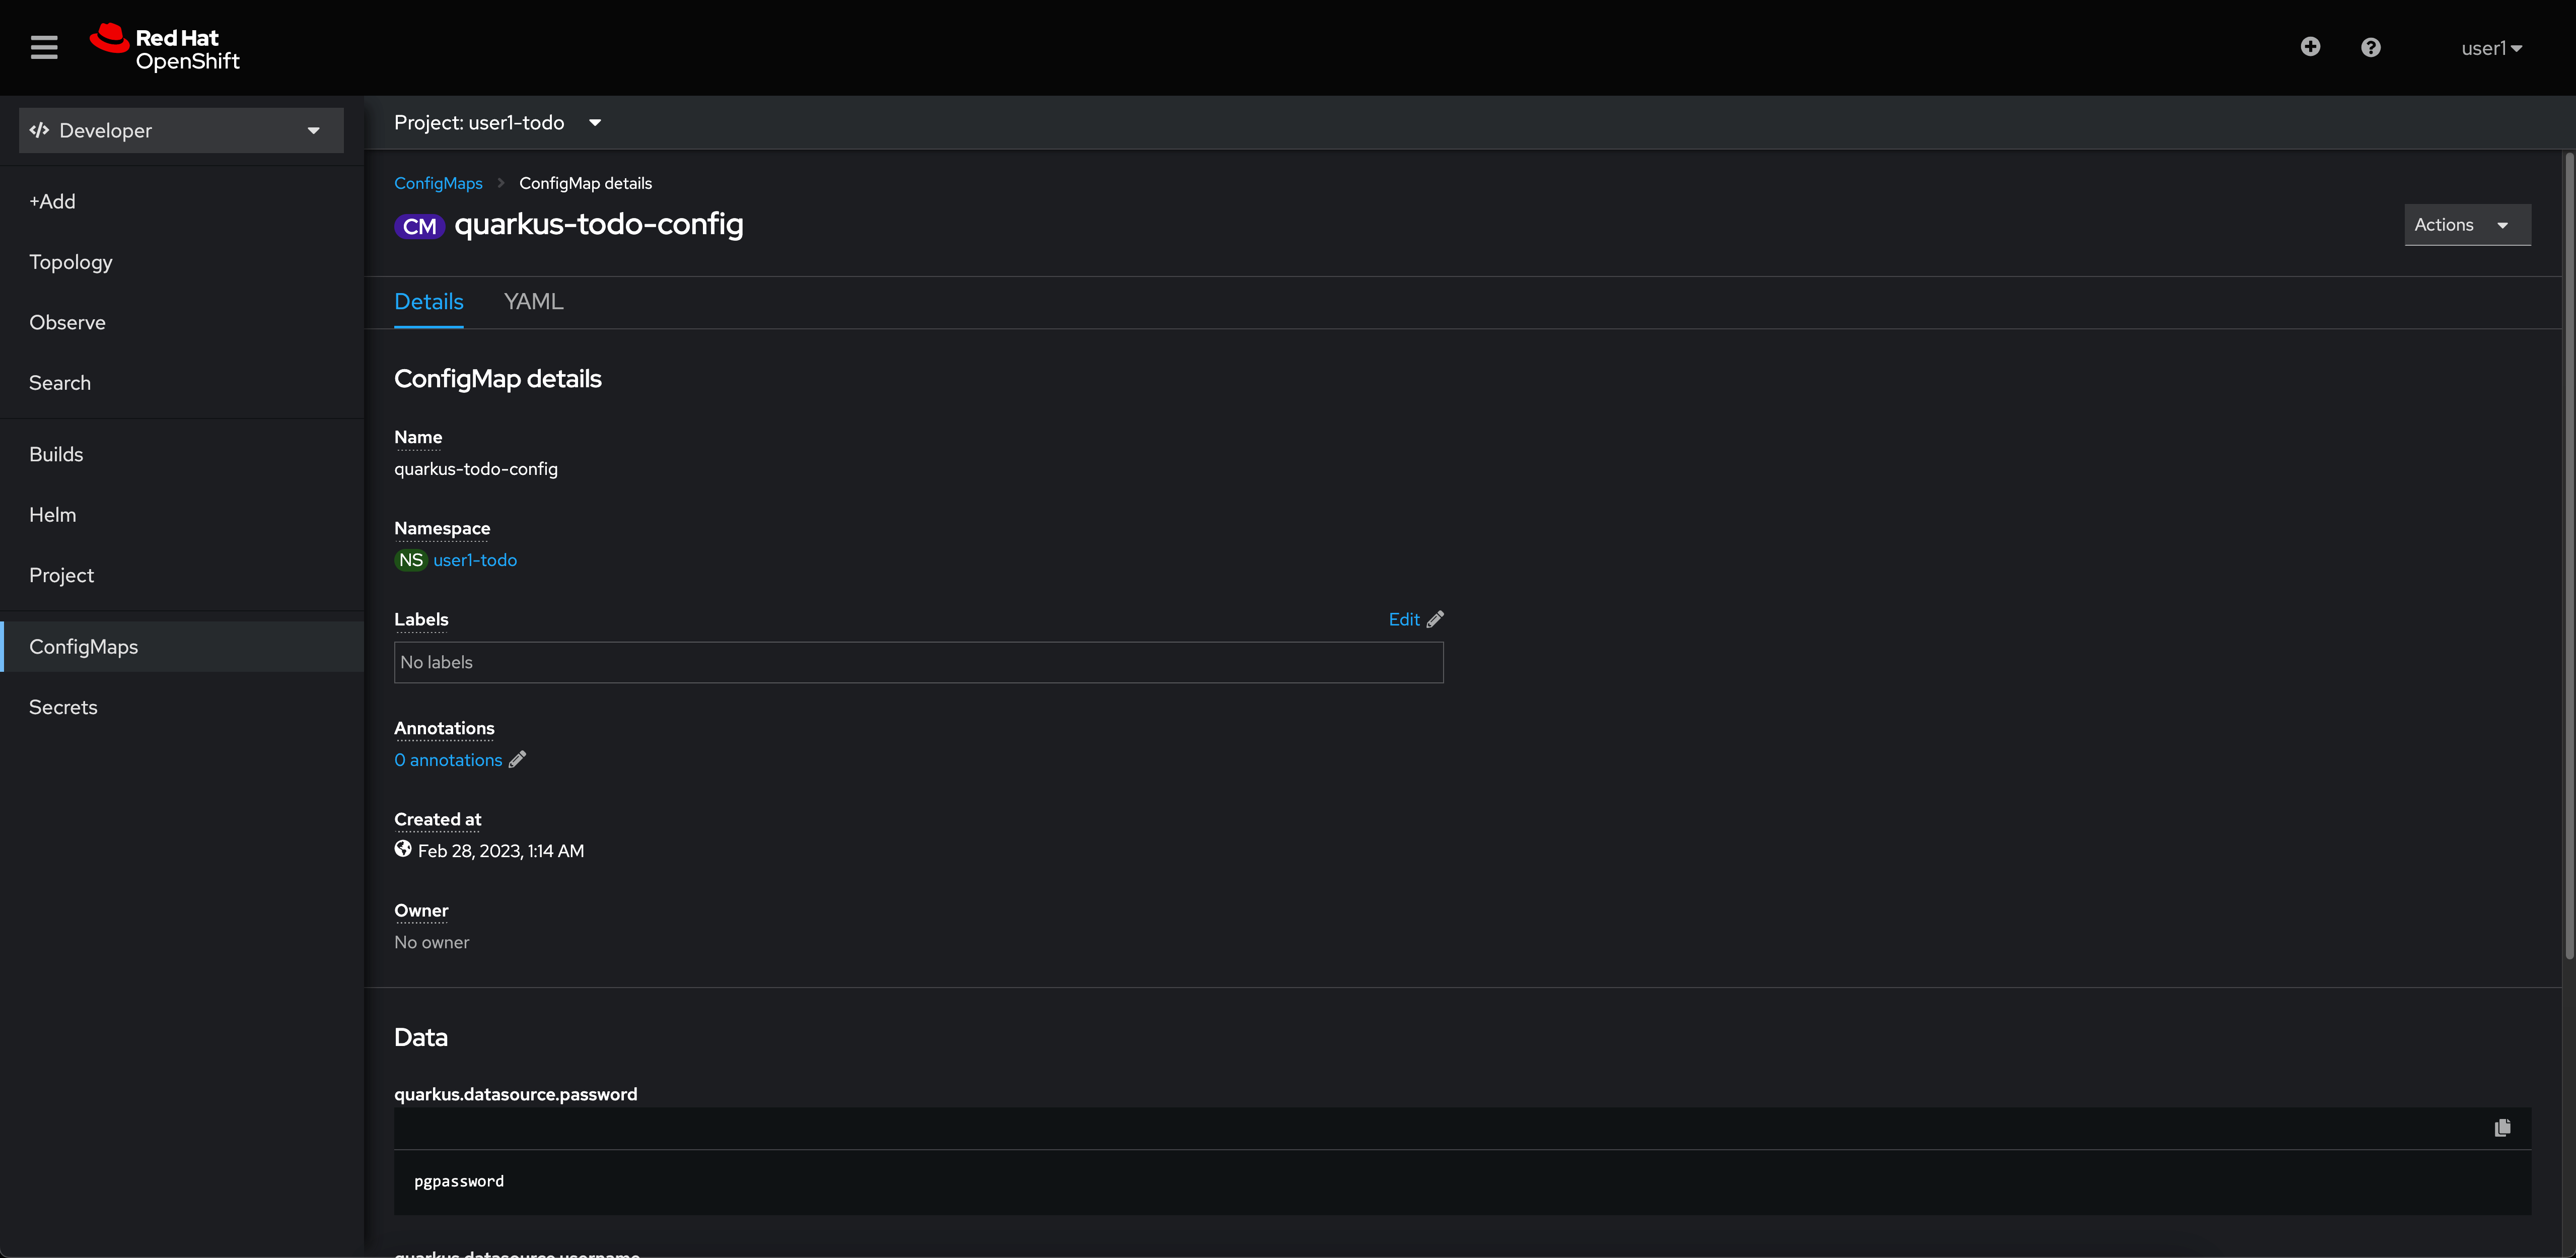 Red Hat
OpenShift
user1
Developer
+Add
Topology
Observe
Search
Builds
Helm
Project
ConfigMaps
Secrets
Project: user1-todo
ConfigMaps
ConfigMap details
CM quarkus-todo-config
Actions
Details
YAML
ConfigMap details
Name
quarkus-todo-config
Namespace
NS user1-todo
Labels
Edit
No labels
Annotations
0 annotations
Created at
Feb 28, 2023, 1:14 AM
Owner
No owner
Data
quarkus.datasource.password
pgpassword
quarkus.datasource.username